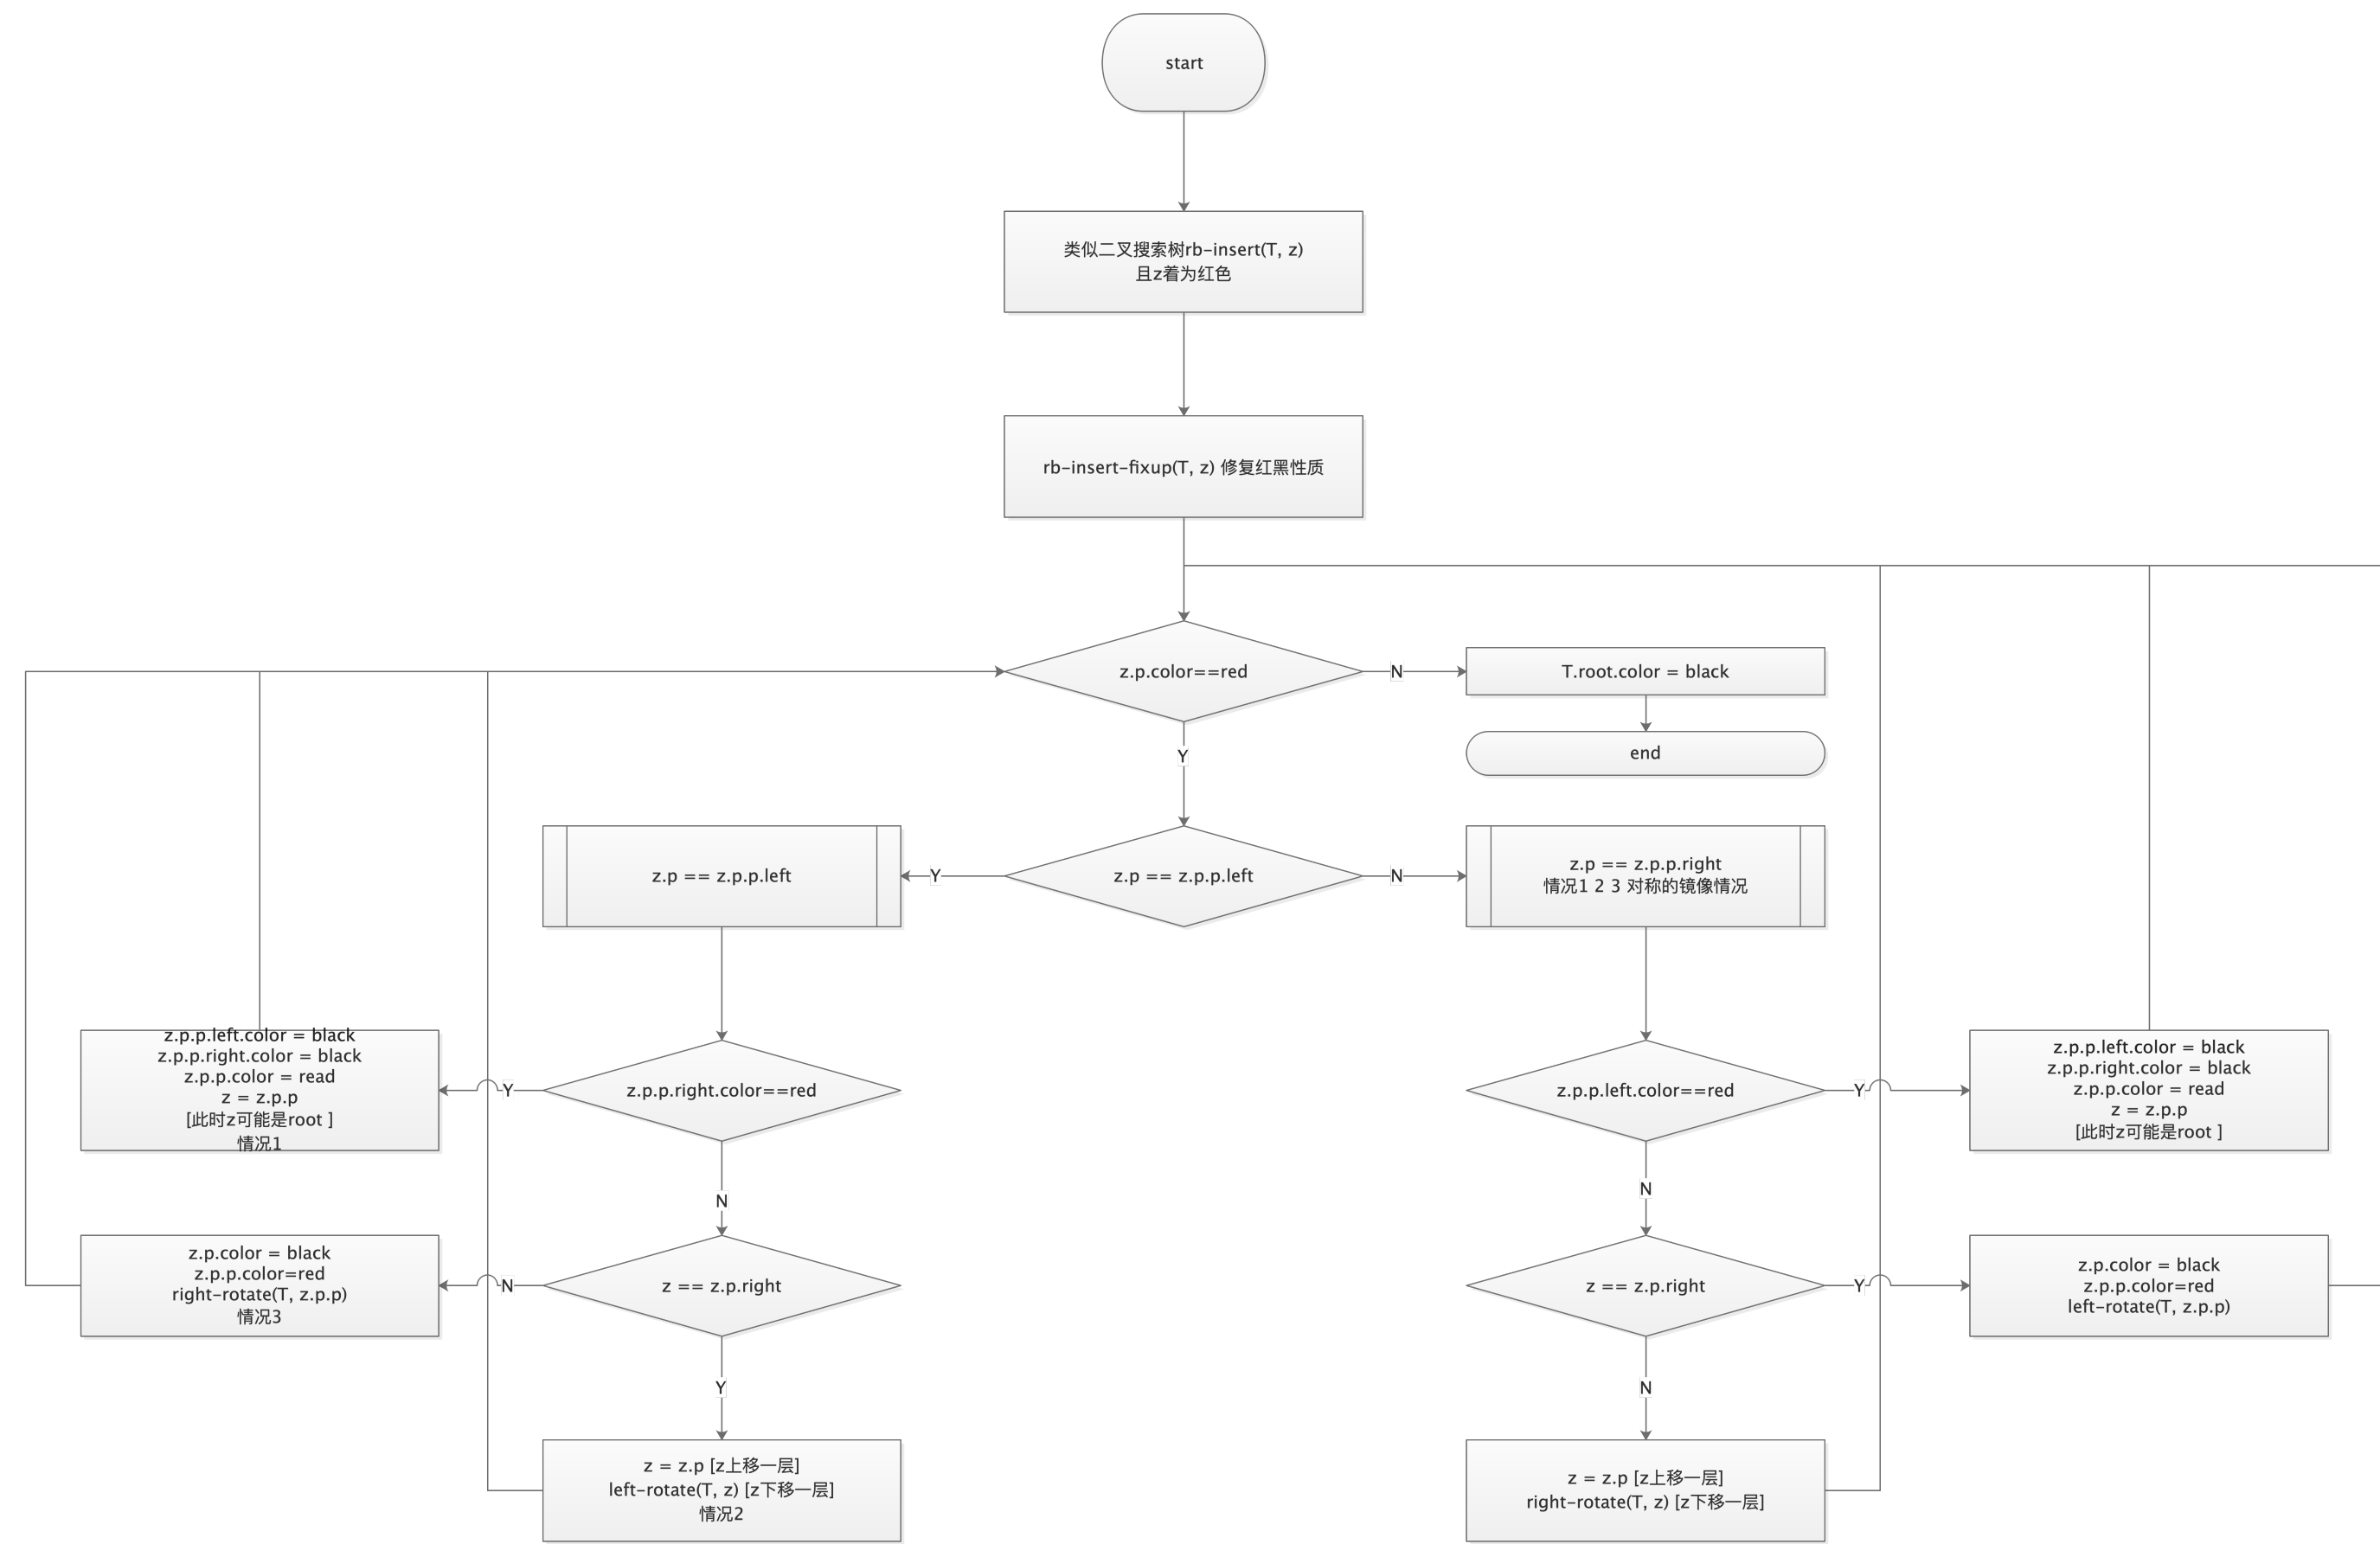 start
类似二叉搜索树rb-insert(T, z)
且z着为红色
rb-insert-fixup(T, z) 修复红黑性质
z.p.color==red
N
T.root.color = black
end
Y
z.p == z.p.p.left
Y
z.p == z.p.p.left
N
z.p == z.p.p.right
情况1 2 3 对称的镜像情况
z.p.p.left.color = black
z.p.p.right.color = black
z.p.p.color = read
z = z.p.p
[此时z可能是root ]
情况1
Y
z.p.p.right.color==red
z.p.p.left.color==red
Y
z.p.p.left.color = black
z.p.p.right.color = black
z.p.p.color = read
z = z.p.p
[此时z可能是root ]
N
N
z.p.color = black
z.p.p.color=red
right-rotate(T, z.p.p)
情况3
N
z == z.p.right
z == z.p.right
Y
z.p.color = black
z.p.p.color=red
left-rotate(T, z.p.p)
Y
N
z = z.p [z上移一层]
left-rotate(T, z) [z下移一层]
情况2
z = z.p [z上移一层]
right-rotate(T, z) [z下移一层]